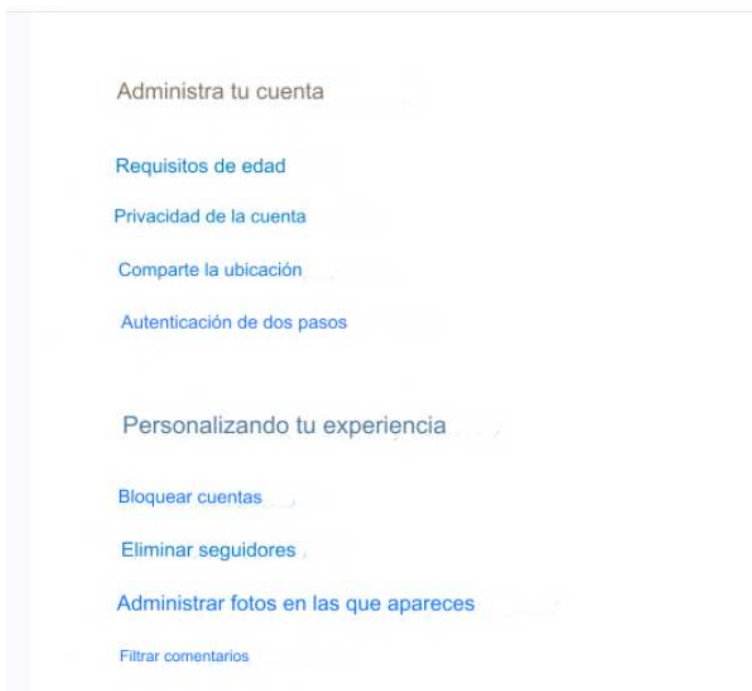 Administra tu cuenta
Requisitos de edad
Privacidad de la cuenta
Comparte la ubicación
Autenticación de dos pasos
Personalizando tu experiencia
Bloquear cuentas
Eliminar seguidores
Administrar fotos en las que apareces
Filtrar comentarios